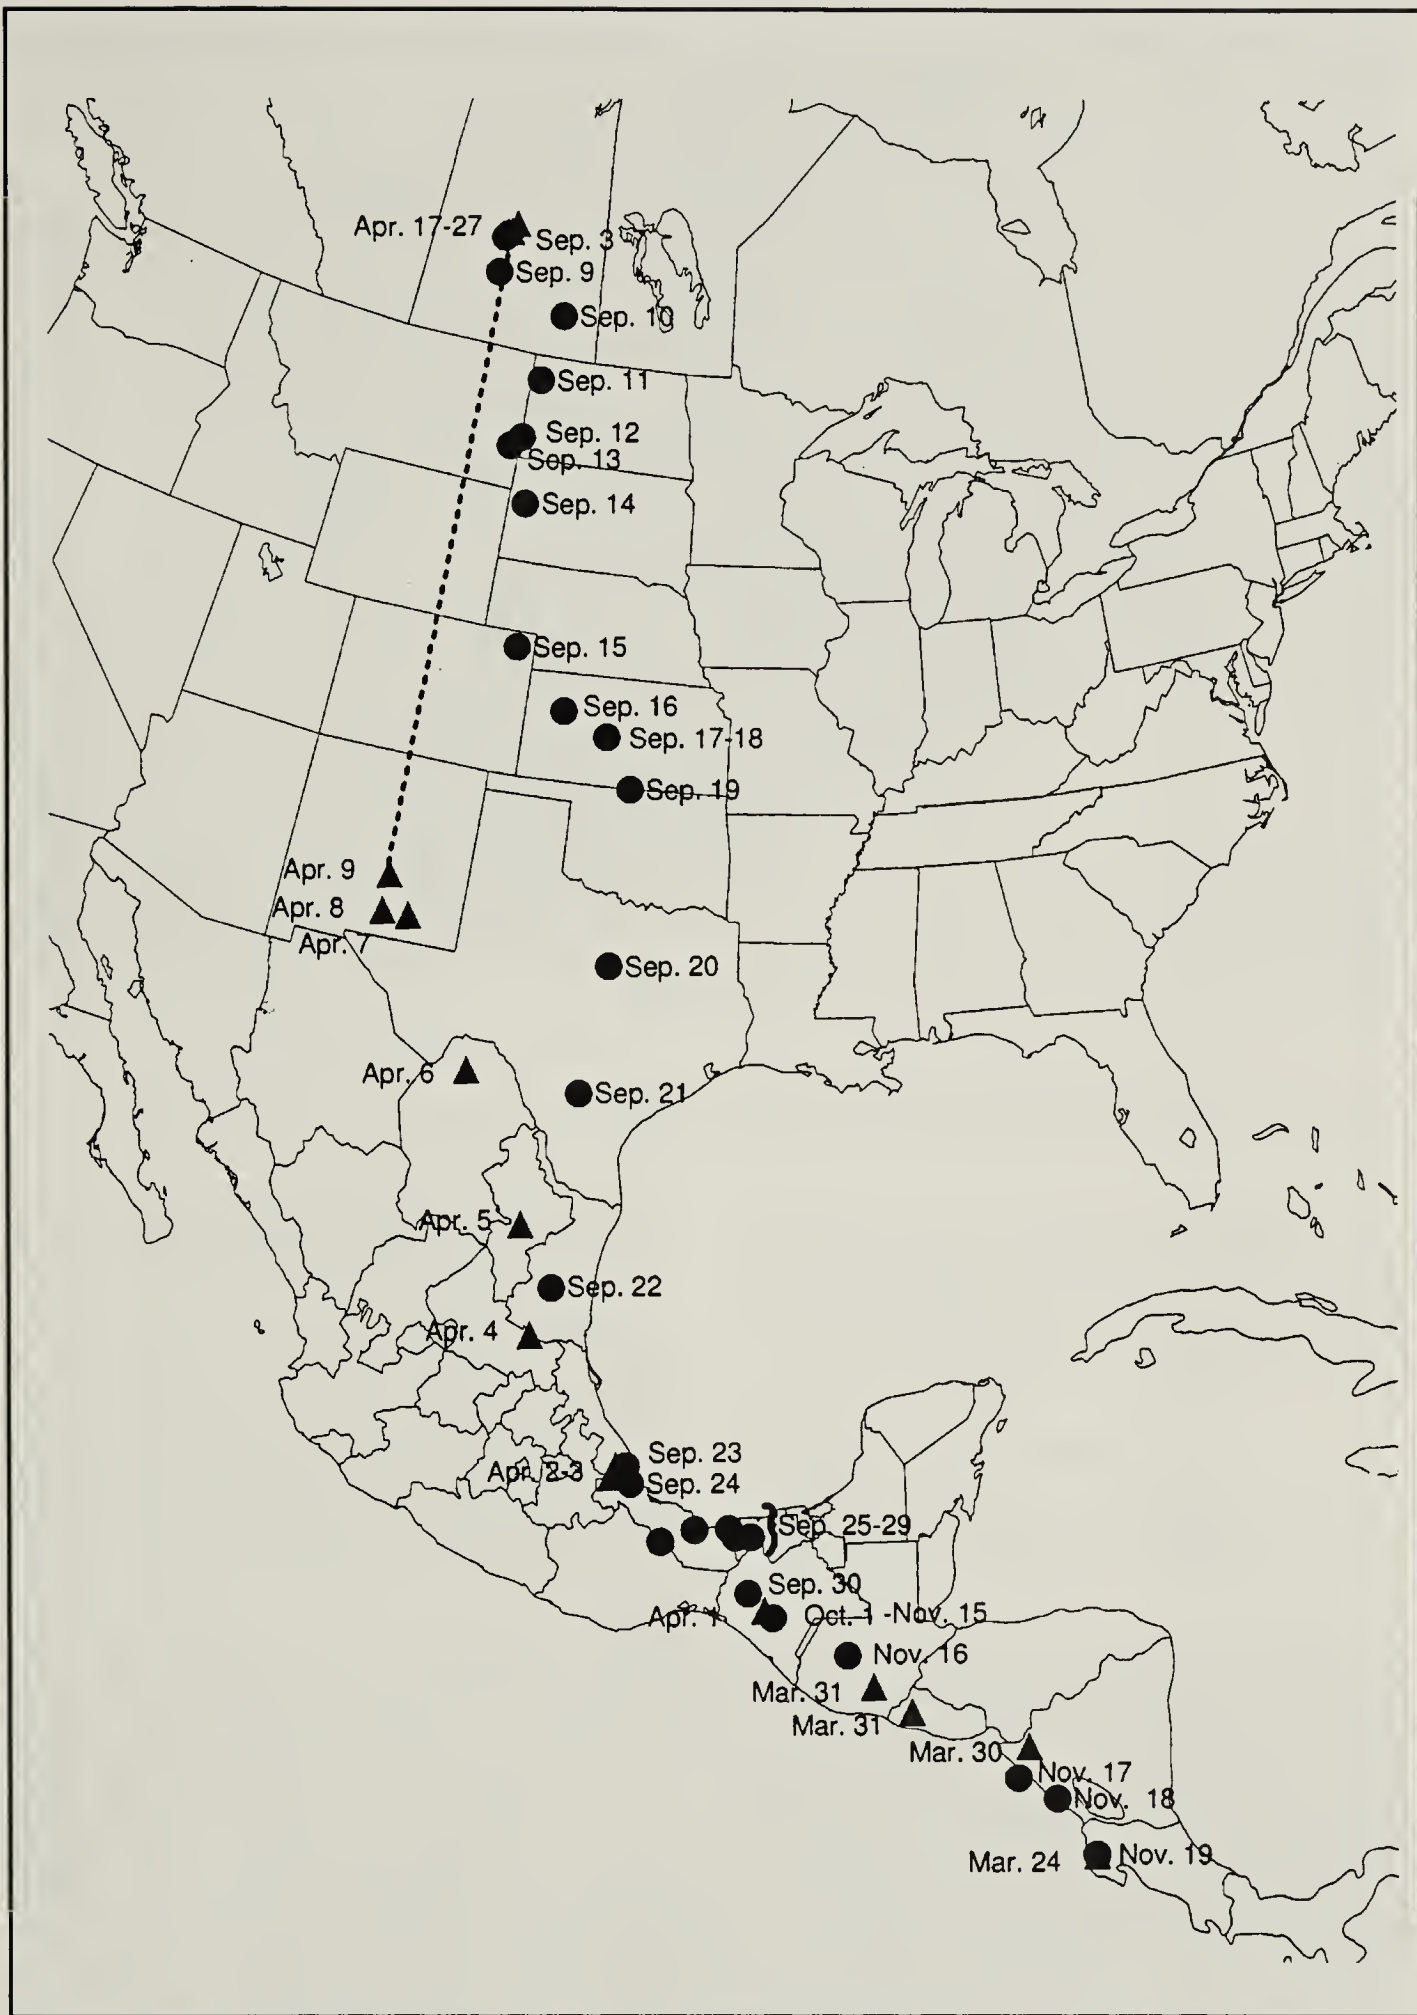 Apr. 17-27
Sep. 3
Sep. 9
Sep. 10
Sep. 11
Sep. 12
Sep. 13
Sep. 14
Sep. 15
Sep. 16
Sep. 17-18
Sep. 19
Apr. 9
Apr. 8
Apr. 7
Sep. 20
Apr. 6
Sep. 21
Apr. 5
Sep. 22
Apr. 4
Sep. 23
Apr. 2-3
Sep. 24
Sep. 25-29
Sep. 30
Apr. 1
Oct. 1 -Nov. 15
Nov. 16
Mar. 31
Mar. 31
Mar. 30
Nov. 17
Nov. 18
Mar. 24
Nov. 19